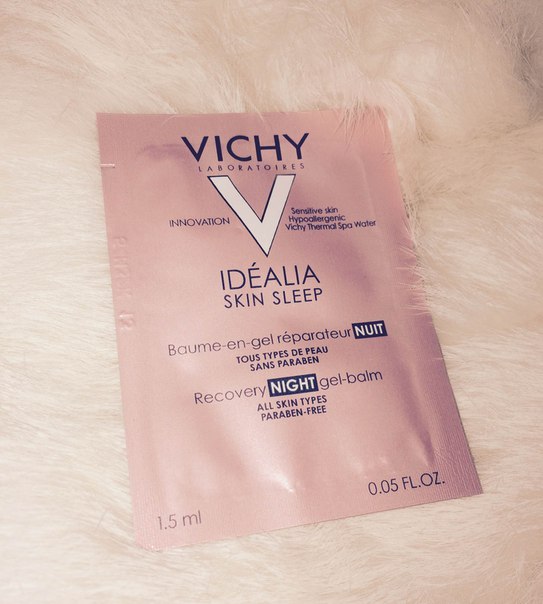 VICHY
LABORATOIRES
V
INNOVATION
Sensitive skin
Hypoallergenic
Vichy Thermal Spa Water
IDÉALIA
SKIN SLEEP
Baume-en-gel réparateur NUIT
TOUS TYPES DE PEAU
SANS PARABEN
Recovery NIGHT gel-balm
ALL SKIN TYPES
PARABEN-FREE
1.5 ml
0.05 FL.OZ.